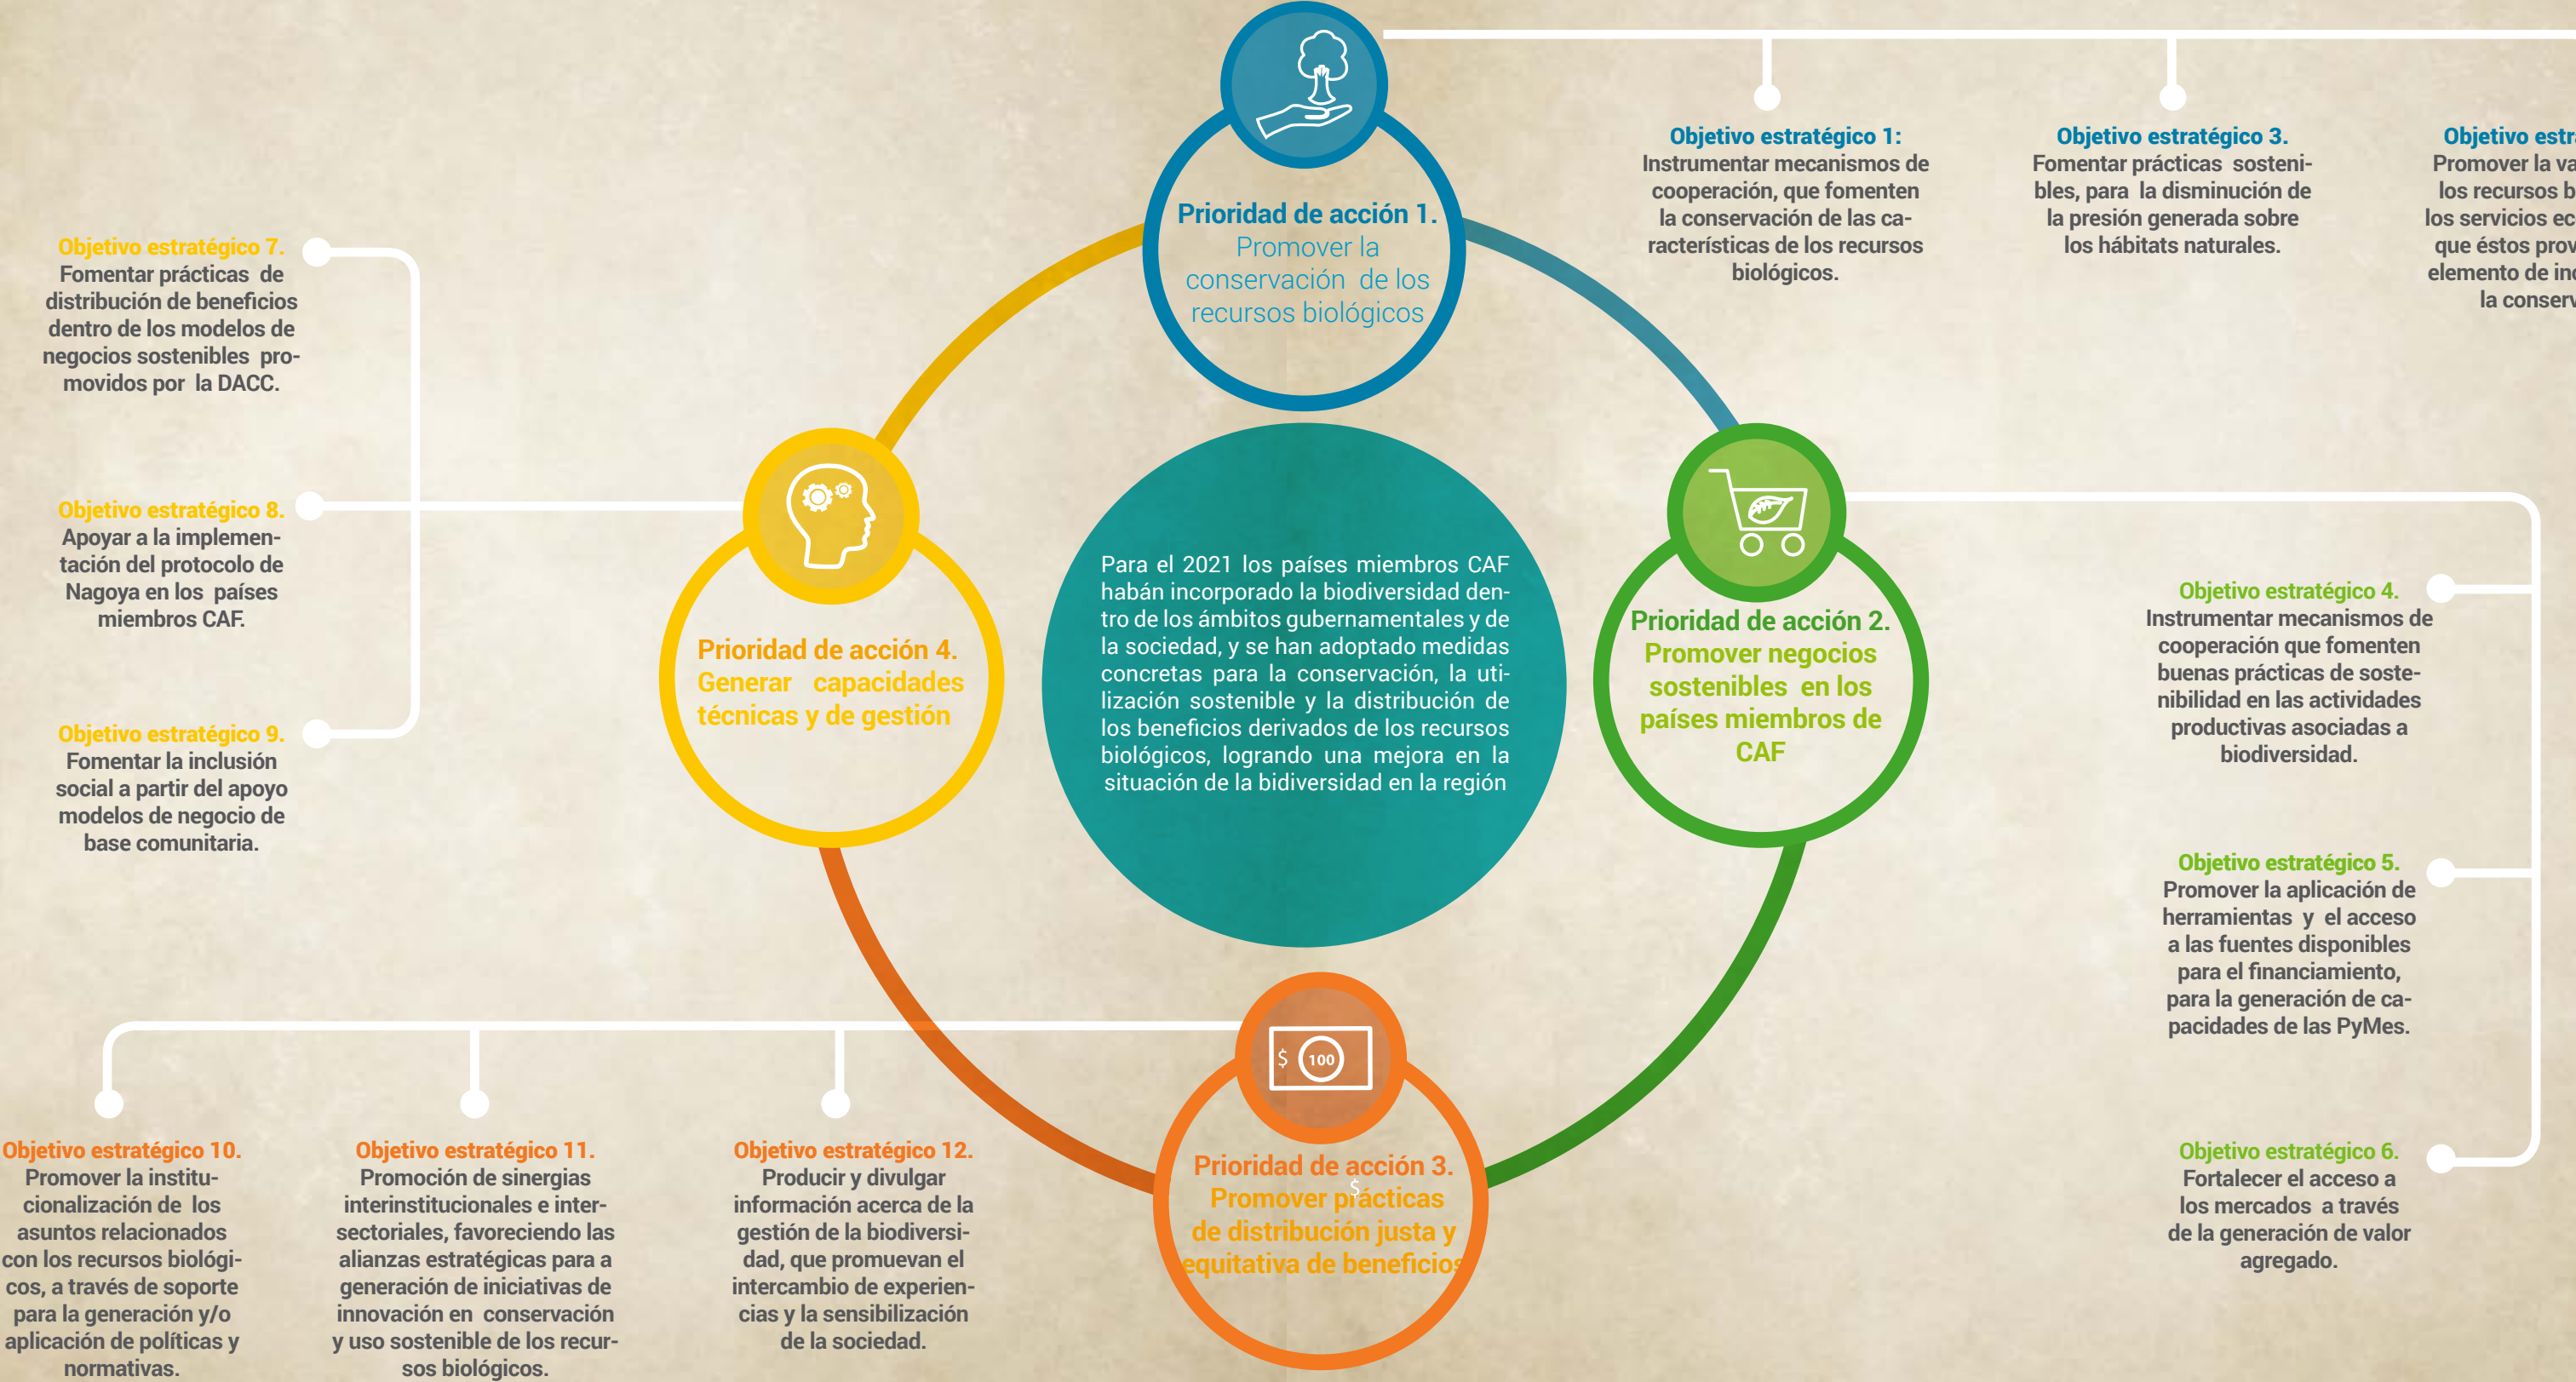 Prioridad de acción 1.
Promover la
conservación de los
recursos biológicos
Objetivo estratégico 1:
Instrumentar mecanismos de
cooperación, que fomenten
la conservación de las ca-
racterísticas de los recursos
biológicos.
Objetivo estratégico 3.
Fomentar prácticas sosteni-
bles, para la disminución de
la presión generada sobre
los hábitats naturales.
Objetivo
Promover la
los recursos
los servicios
que éstos
elemento de
la
Objetivo estratégico 7.
Fomentar prácticas de
distribución de beneficios
dentro de los modelos de
negocios sostenibles pro-
movidos por la DACC.
Objetivo estratégico 8.
Apoyar a la implemen-
tación del protocolo de
Nagoya en los países
miembros CAF.
Objetivo estratégico 9.
Fomentar la inclusión
social a partir del apoyo
modelos de negocio de
base comunitaria.
Prioridad de acción 4.
Generar capacidades
técnicas y de gestión
Para el 2021 los países miembros CAF
habán incorporado la biodiversidad den-
tro de los ámbitos gubernamentales y de
la sociedad, y se han adoptado medidas
concretas para la conservación, la uti-
lización sostenible y la distribución de
los beneficios derivados de los recursos
biológicos, logrando una mejora en la
situación de la bidiversidad en la región
Prioridad de acción 2.
Promover negocios
sostenibles en los
países miembros de
CAF
Objetivo estratégico 4.
Instrumentar mecanismos de
cooperación que fomenten
buenas prácticas de soste-
nibilidad en las actividades
productivas asociadas a
biodiversidad.
Objetivo estratégico 5.
Promover la aplicación de
herramientas y el acceso
a las fuentes disponibles
para el financiamiento,
para la generación de ca-
pacidades de las PyMes.
Objetivo estratégico 6.
Fortalecer el acceso a
los mercados a través
de la generación de valor
agregado.
$ 100
Prioridad de acción 3.
$
Promover prácticas
de distribución justa y
equitativa de beneficios
Objetivo estratégico 10.
Promover la institu-
cionalización de los
asuntos relacionados
con los recursos biológi-
cos, a través de soporte
para la generación y/o
aplicación de políticas y
normativas.
Objetivo estratégico 11.
Promoción de sinergias
interinstitucionales e inter-
sectoriales, favoreciendo las
alianzas estratégicas para a
generación de iniciativas de
innovación en conservación
y uso sostenible de los recur-
sos biológicos.
Objetivo estratégico 12.
Producir y divulgar
información acerca de la
gestión de la biodiversi-
dad, que promuevan el
intercambio de experien-
cias y la sensibilización
de la sociedad.